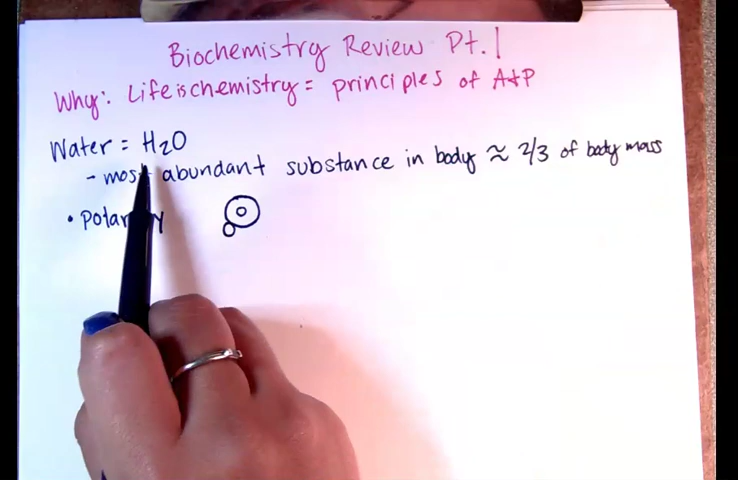 Biochemistry Review Pt. 1
Why: Life is chemistry = principles of A+P
Water = H2O
- most abundant substance in body ≈ 2/3 of body mass
• Polarity